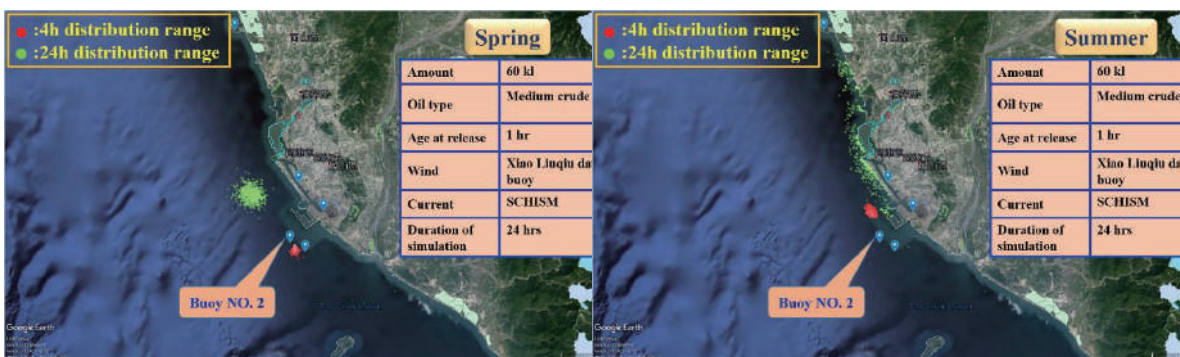 :4h distribution range
:24h distribution range
Spring
Amount 60 kl
Oil type Medium crude
Age at release 1 hr
Wind Xiao Liuqiu da
buoy
Current SCHISM
Duration of 24 hrs
simulation
Buoy NO. 2
Google Earth
:4h distribution range
:24h distribution range
Summer
Amount 60 kl
Oil type Medium crude
Age at release 1 hr
Wind Xiao Liuqiu da
buoy
Current SCHISM
Duration of 24 hrs
simulation
Buoy NO. 2
Google Earth